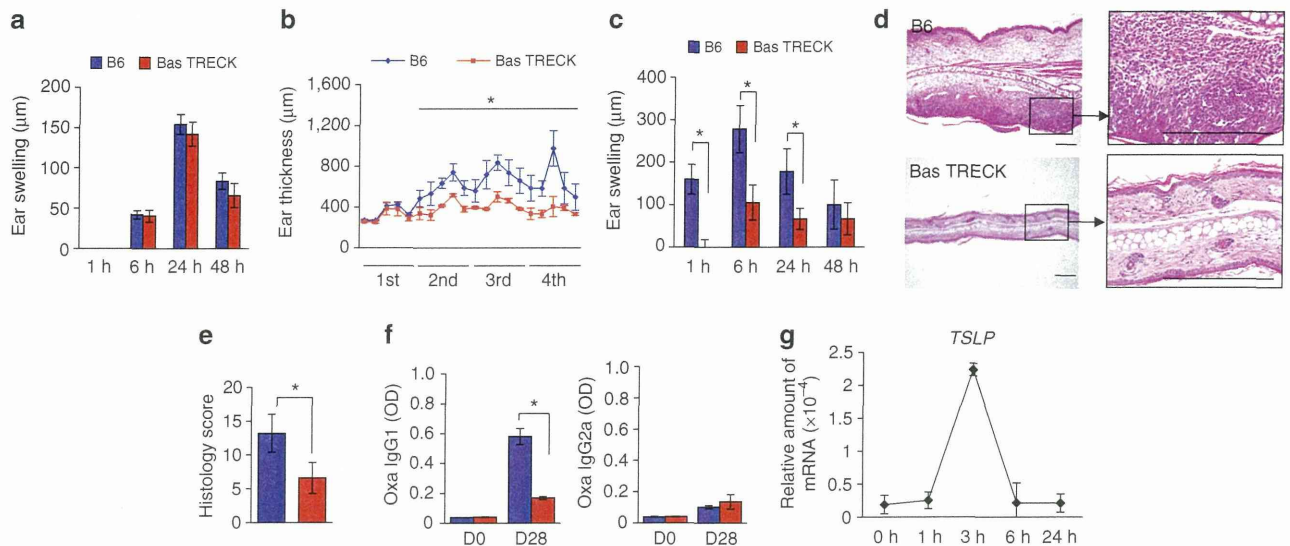 a
B6 Bas TRECK
Ear swelling (μm)
200
150
100
50
0
1 h 6 h 24 h 48 h
b
B6 Bas TRECK
Ear thickness (μm)
1,600
1,200
800
400
0
*
1st 2nd 3rd 4th
c
B6 Bas TRECK
Ear swelling (μm)
400
300
200
100
0
* * *
1 h 6 h 24 h 48 h
d
B6
Bas TRECK
e
Histology score
20
15
10
5
0
*
f
Oxa IgG1 (OD)
1.0
0.8
0.6
0.4
0.2
0
*
D0 D28
Oxa IgG2a (OD)
1.0
0.8
0.6
0.4
0.2
0
D0 D28
g
TSLP
Relative amount of
mRNA (×10⁻⁴)
2.5
2
1.5
1
0.5
0
0 h 1 h 3 h 6 h 24 h